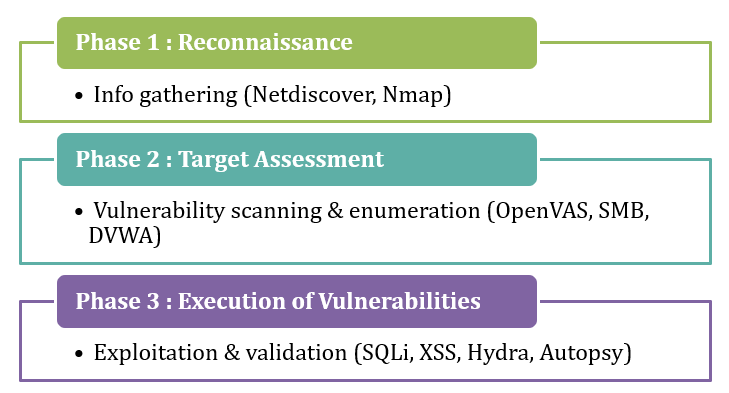 Phase 1 : Reconnaissance
• Info gathering (Netdiscover, Nmap)
Phase 2 : Target Assessment
• Vulnerability scanning & enumeration (OpenVAS, SMB,
DVWA)
Phase 3 : Execution of Vulnerabilities
• Exploitation & validation (SQLi, XSS, Hydra, Autopsy)